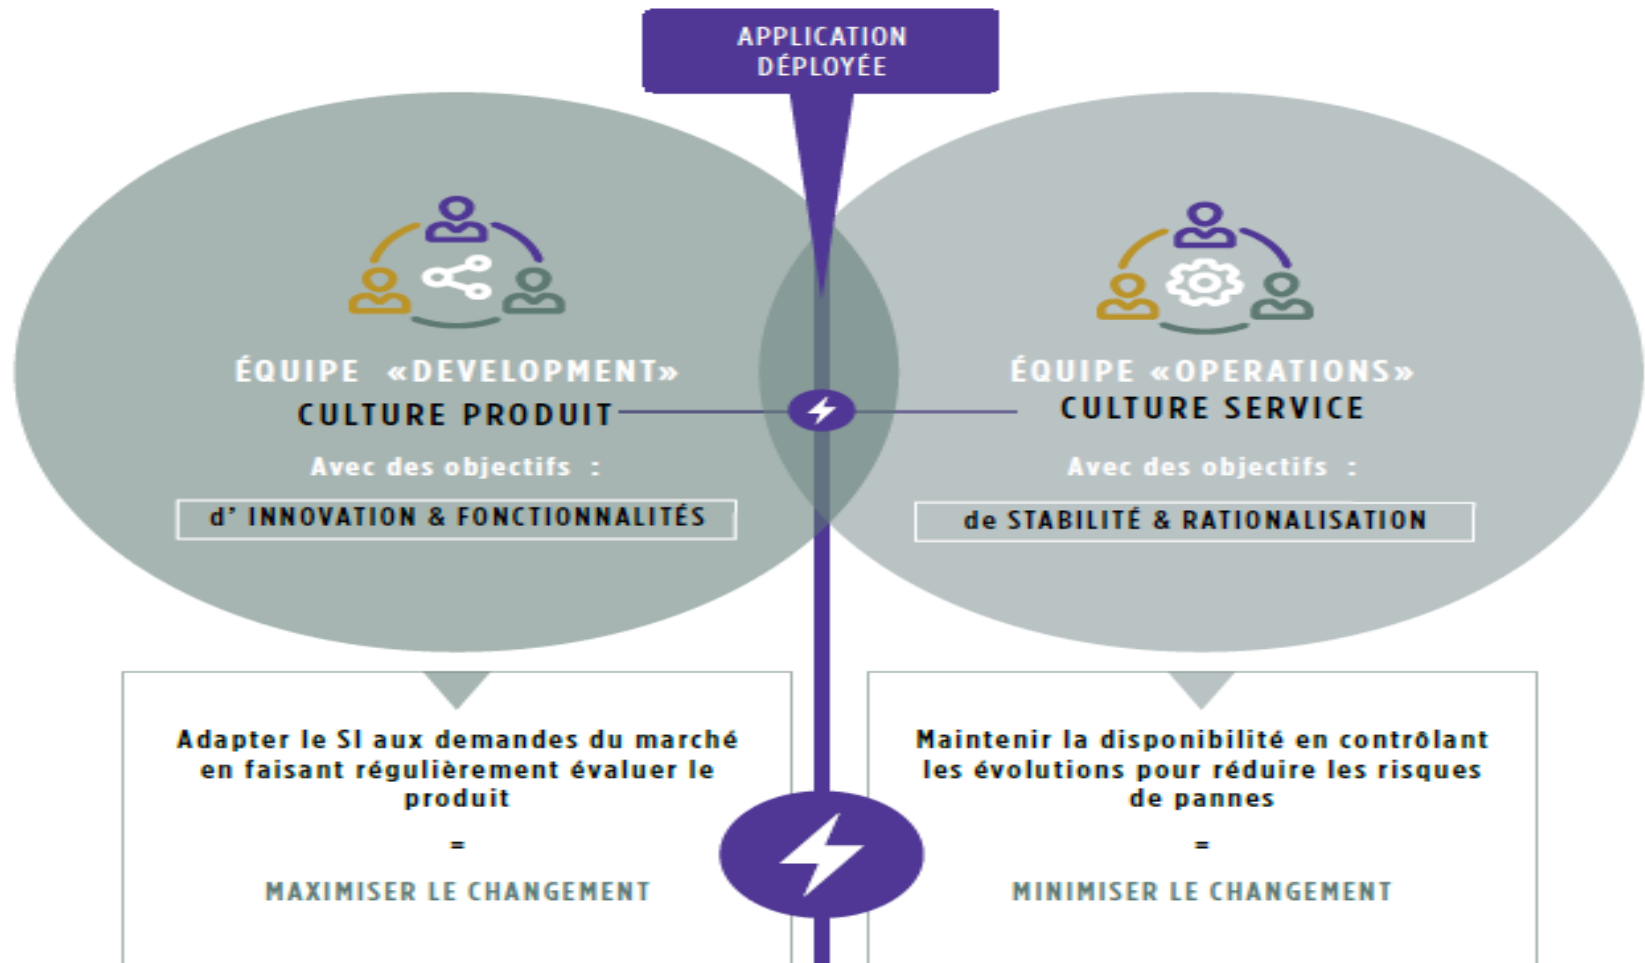 APPLICATION
DÉPLOYÉE
ÉQUIPE «DEVELOPMENT»
CULTURE PRODUIT
Avec des objectifs :
d' INNOVATION & FONCTIONNALITÉS
ÉQUIPE «OPERATIONS»
CULTURE SERVICE
Avec des objectifs :
de STABILITÉ & RATIONALISATION
Adapter le SI aux demandes du marché
en faisant régulièrement évaluer le
produit
=
MAXIMISER LE CHANGEMENT
Maintenir la disponibilité en contrôlant
les évolutions pour réduire les risques
de pannes
=
MINIMISER LE CHANGEMENT